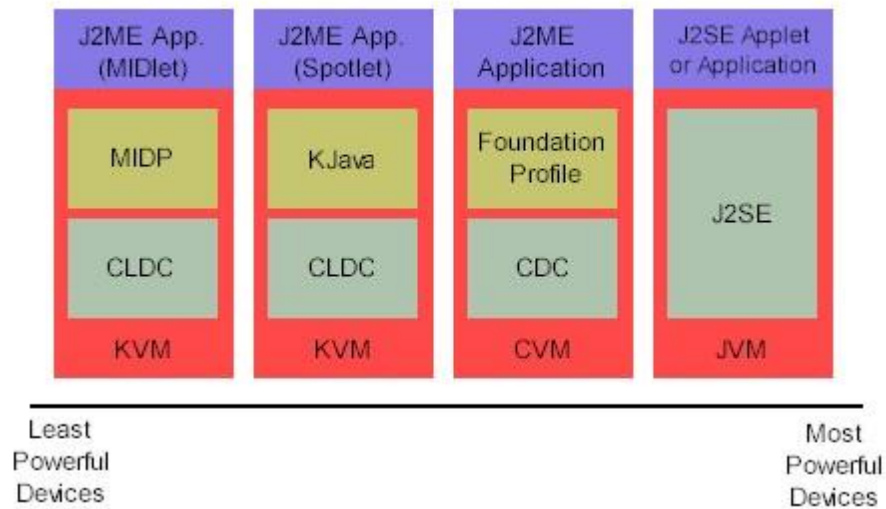 J2ME App.
(MIDlet)
MIDP
CLDC
KVM
J2ME App.
(Spotlet)
KJava
CLDC
KVM
J2ME
Application
Foundation
Profile
CDC
CVM
J2SE Applet
or Application
J2SE
JVM
Least
Powerful
Devices
Most
Powerful
Devices